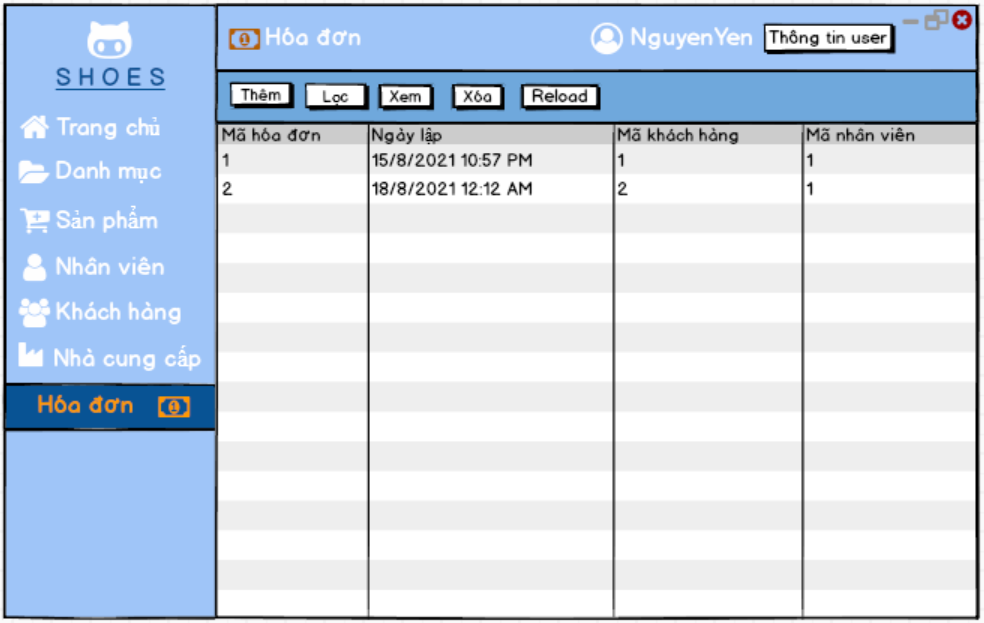 SHOES
Trang chủ
Danh mục
Sản phẩm
Nhân viên
Khách hàng
Nhà cung cấp
Hóa đơn
Hóa đơn
NguyenYen
Thông tin user
Thêm
Lọc
Xem
Xóa
Reload
Mã hóa đơn Ngày lập Mã khách hàng Mã nhân viên
1 15/8/2021 10:57 PM 1 1
2 18/8/2021 12:12 AM 2 1